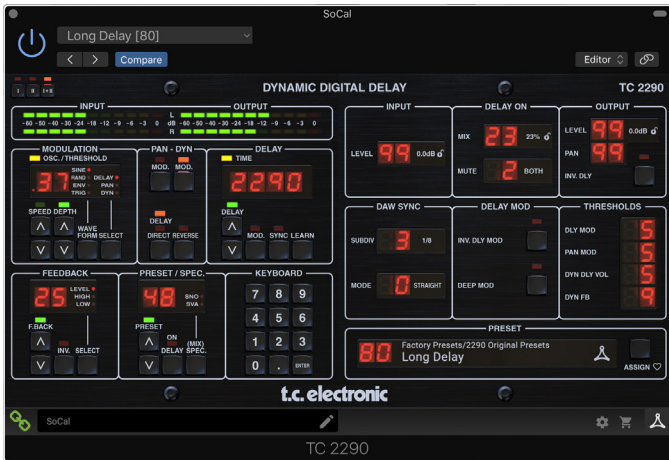 SoCal
Long Delay [80]
Compare
Editor
I II I+II
DYNAMIC DIGITAL DELAY
TC 2290
INPUT OUTPUT
L
-60 -50 -40 -30 -24 -18 -12 -9 -6 -3 0 dB -60 -50 -40 -30 -24 -18 -12 -9 -6 -3 0
R
MODULATION
OSC./THRESHOLD
.37
SINE
RAND
ENV
TRIG
DELAY
PAN
DYN
SPEED DEPTH
WAVE FORM SELECT
PAN - DYN
MOD. MOD.
DELAY
DIRECT REVERSE
DELAY
TIME
2290
DELAY
MOD. SYNC LEARN
FEEDBACK
25
LEVEL
HIGH
LOW
F.BACK
INV. SELECT
PRESET / SPEC.
48
SNO
SVA
PRESET
ON
DELAY
(MIX)
SPEC.
KEYBOARD
7 8 9
4 5 6
1 2 3
0 . ENTER
INPUT
LEVEL 99 0.0dB
DELAY ON
MIX 23 23%
MUTE 2 BOTH
OUTPUT
LEVEL 99 0.0dB
PAN 99
INV. DLY
DAW SYNC
SUBDIV 3 1/8
MODE 0 STRAIGHT
DELAY MOD
INV. DLY MOD
DEEP MOD
THRESHOLDS
DLY MOD 5
PAN MOD 5
DYN DLY VOL 5
DYN FB 9
PRESET
80
Factory Presets/2290 Original Presets
Long Delay
ASSIGN
t.c. electronic
SoCal
TC 2290